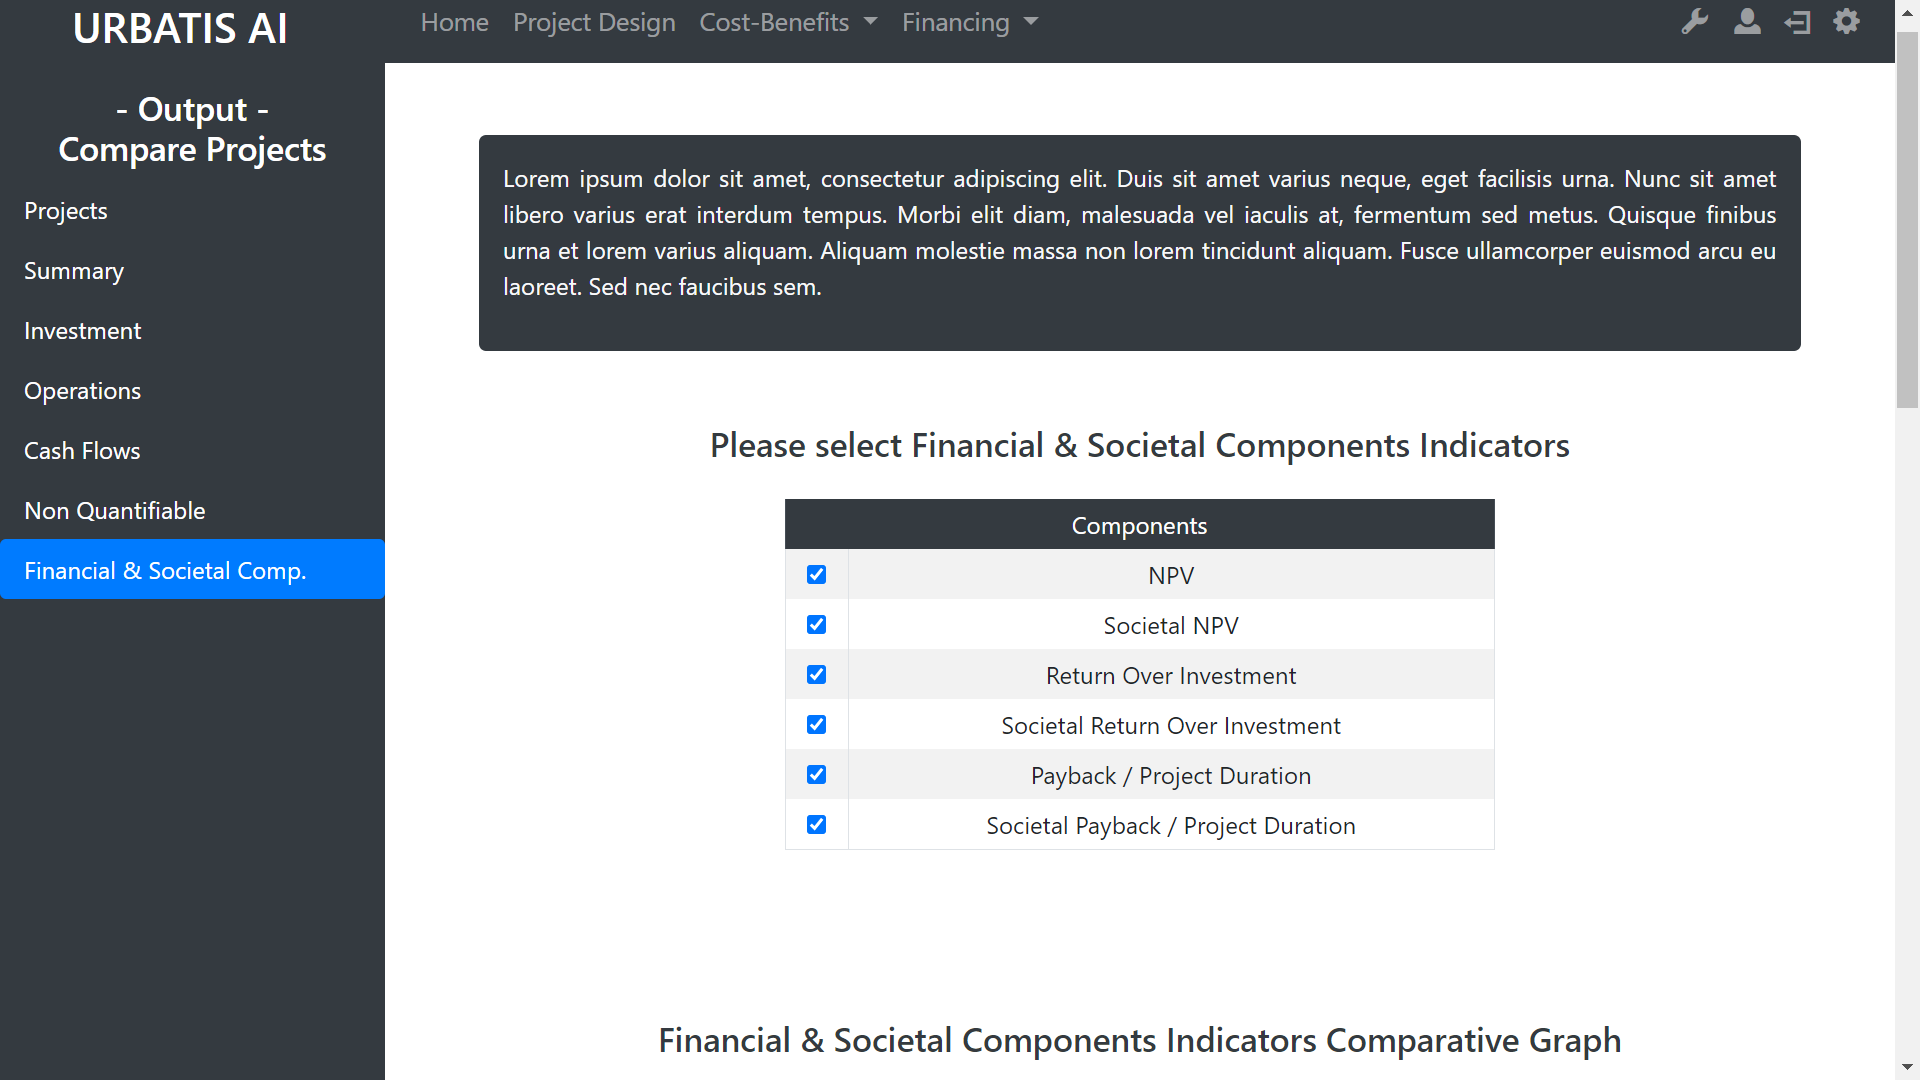 URBATIS AI
Home Project Design Cost-Benefits Financing
- Output -
Compare Projects
Projects
Summary
Investment
Operations
Cash Flows
Non Quantifiable
Financial & Societal Comp.
Lorem ipsum dolor sit amet, consectetur adipiscing elit. Duis sit amet varius neque, eget facilisis urna. Nunc sit amet
libero varius erat interdum tempus. Morbi elit diam, malesuada vel iaculis at, fermentum sed metus. Quisque finibus
urna et lorem varius aliquam. Aliquam molestie massa non lorem tincidunt aliquam. Fusce ullamcorper euismod arcu eu
laoreet. Sed nec faucibus sem.
Please select Financial & Societal Components Indicators
Components
NPV
Societal NPV
Return Over Investment
Societal Return Over Investment
Payback / Project Duration
Societal Payback / Project Duration
Financial & Societal Components Indicators Comparative Graph